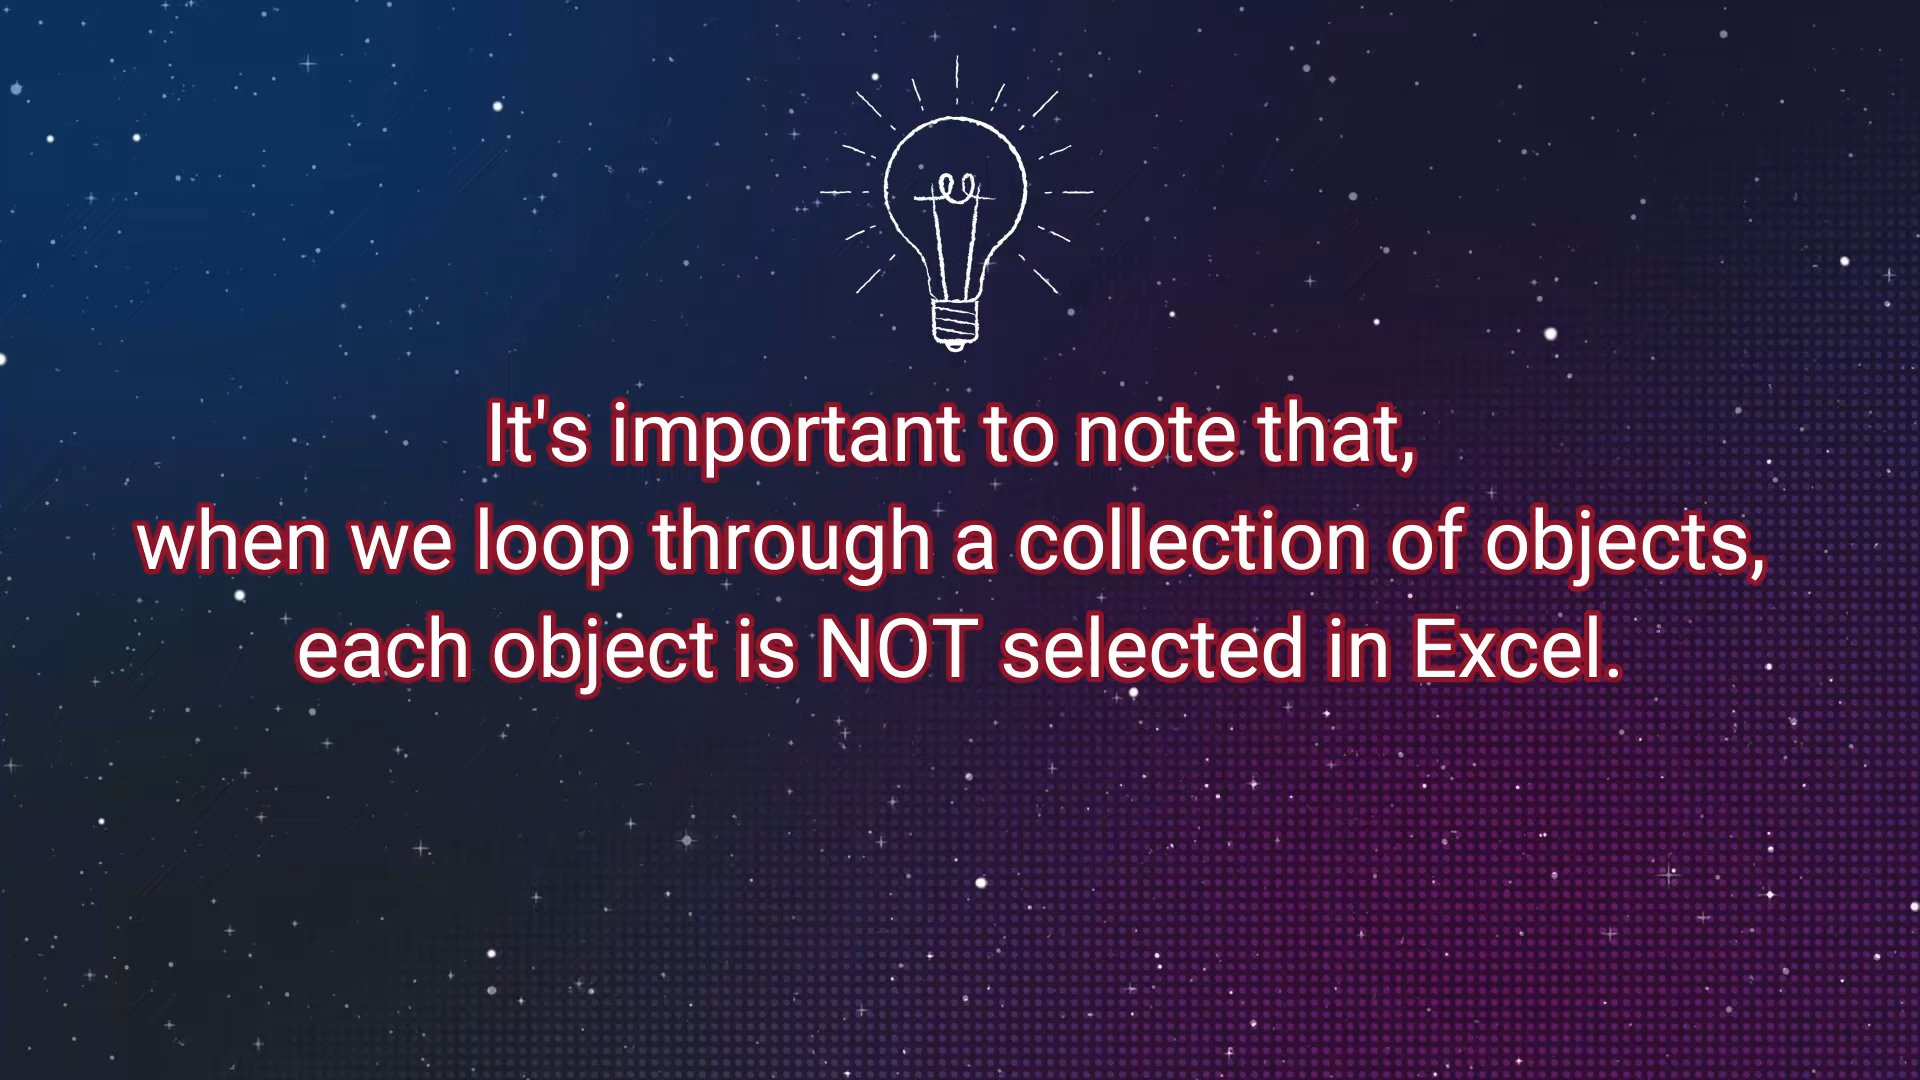 It's important to note that,
when we loop through a collection of objects,
each object is NOT selected in Excel.